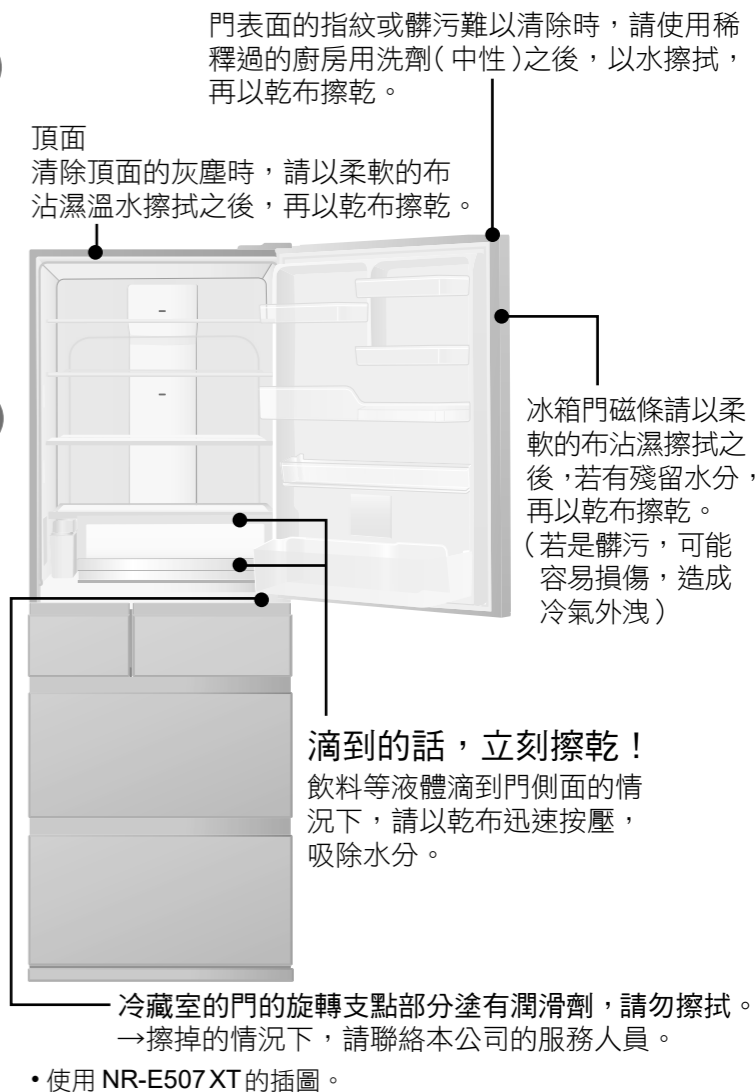 門表面的指紋或髒污難以清除時，請使用稀
釋過的廚房用洗劑(中性)之後，以水擦拭，
再以乾布擦乾。
頂面
清除頂面的灰塵時，請以柔軟的布
沾濕溫水擦拭之後，再以乾布擦乾。
冰箱門磁條請以柔
軟的布沾濕擦拭之
後，若有殘留水分，
再以乾布擦乾。
（若是髒污，可能
容易損傷，造成
冷氣外洩）
滴到的話，立刻擦乾！
飲料等液體滴到門側面的情
況下，請以乾布迅速按壓，
吸除水分。
冷藏室的門的旋轉支點部分塗有潤滑劑，請勿擦拭。
→擦掉的情況下，請聯絡本公司的服務人員。
• 使用 NR-E507XT的插圖。